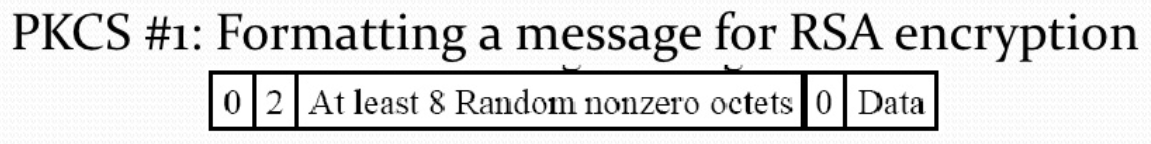 PKCS #1: Formatting a message for RSA encryption
0 2 At least 8 Random nonzero octets 0 Data